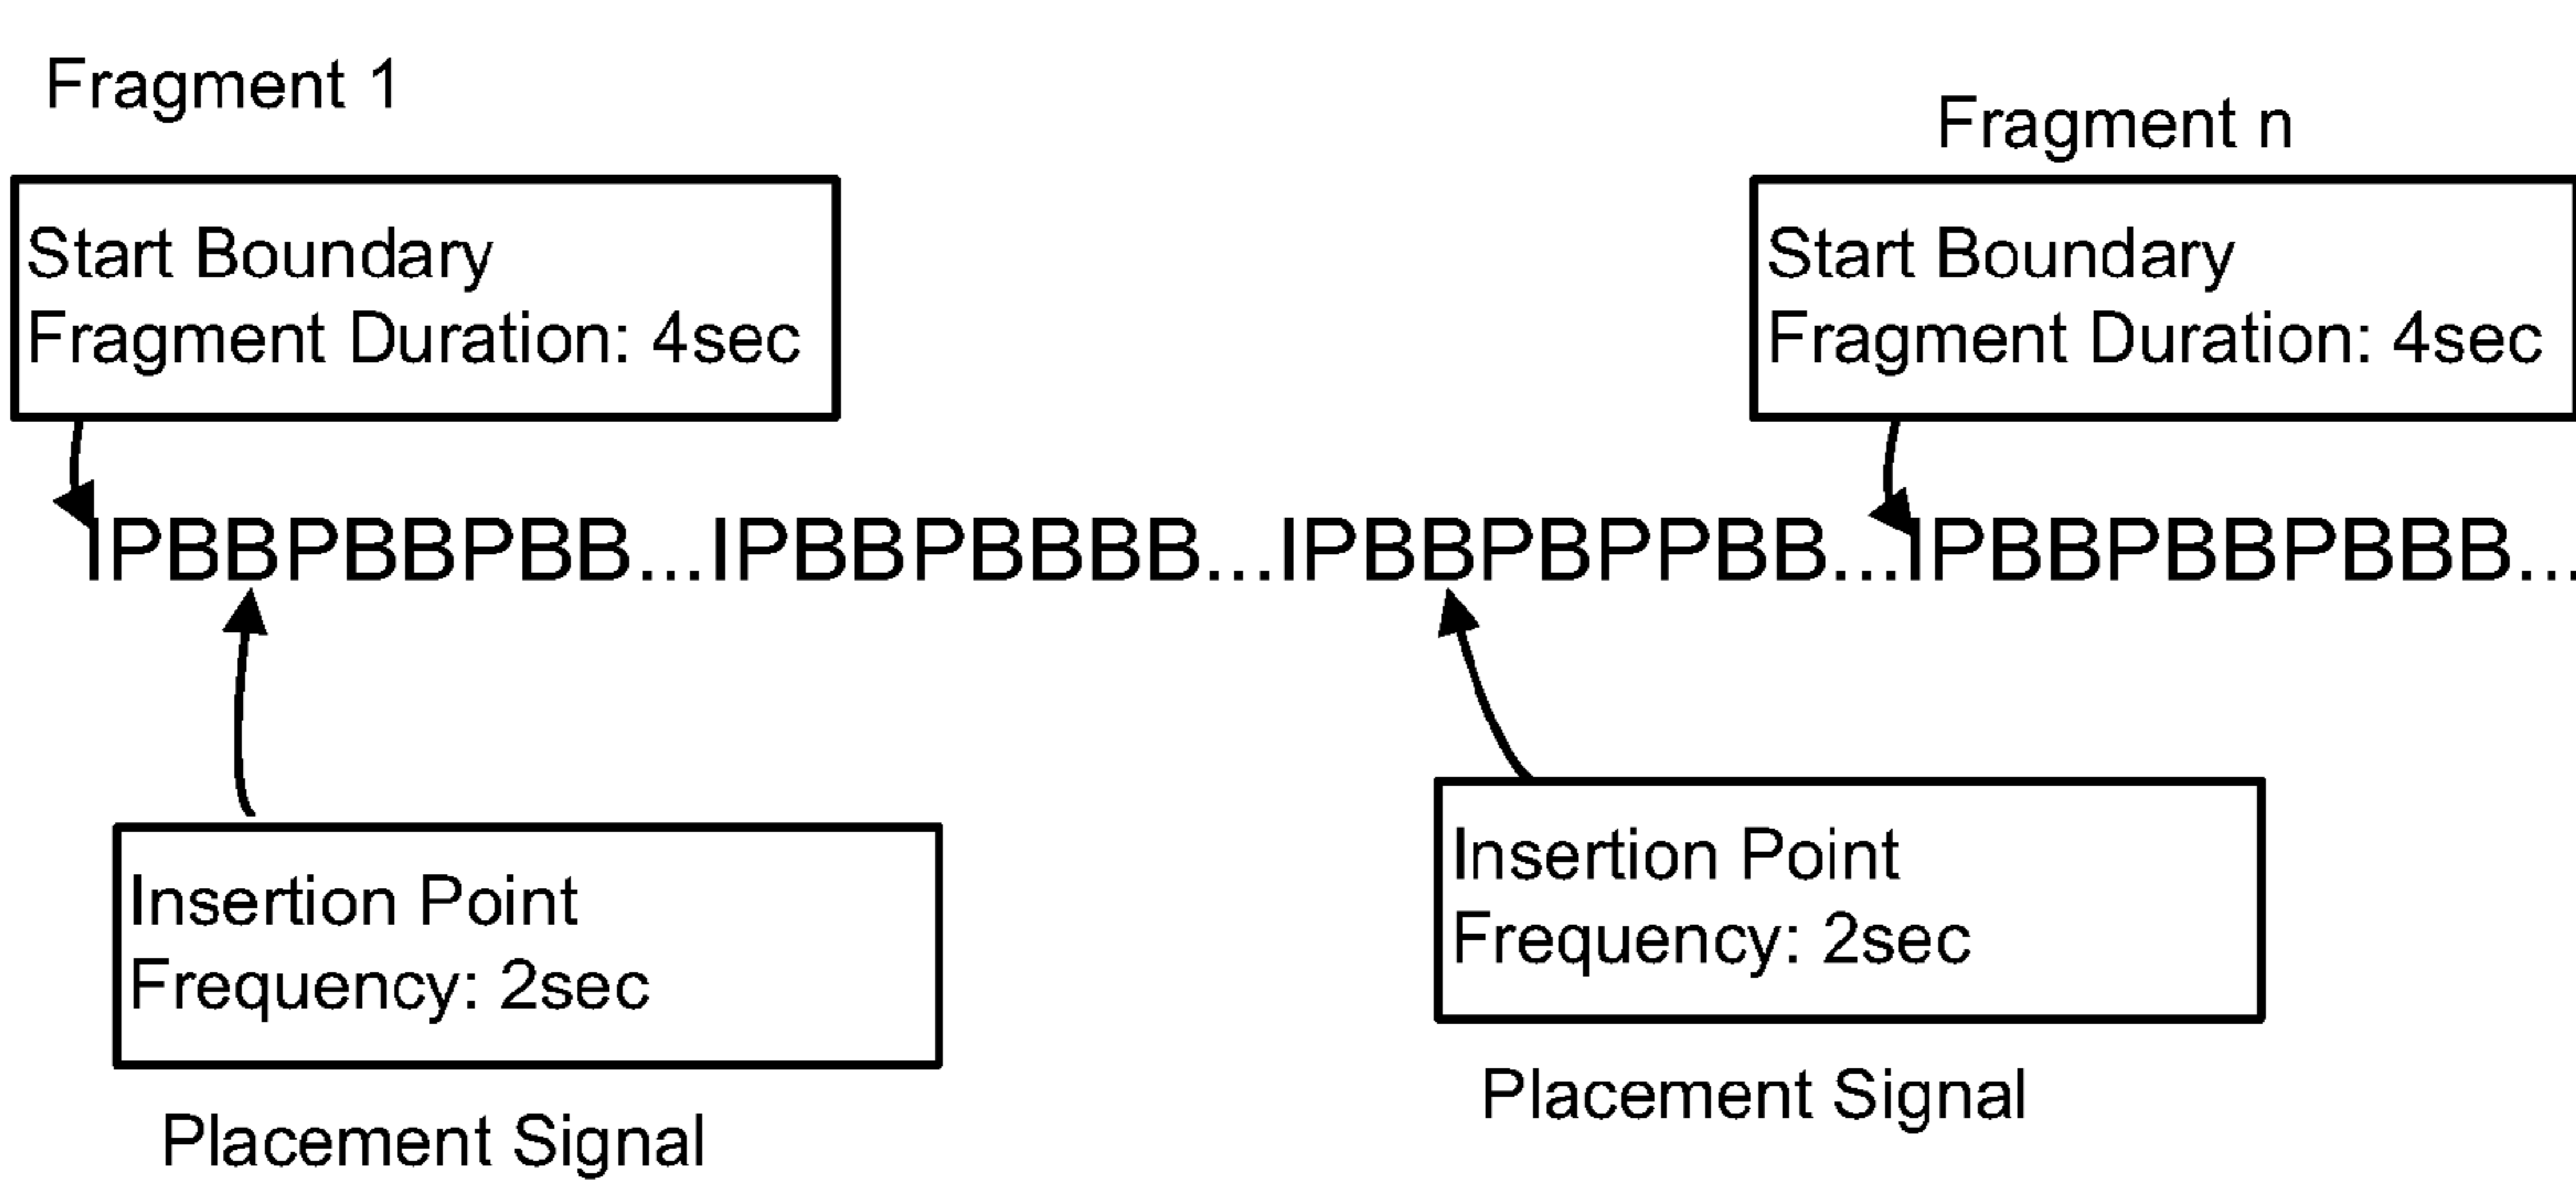 Fragment 1
Fragment n
Start Boundary
Fragment Duration: 4sec
Start Boundary
Fragment Duration: 4sec
IPBBPBBPBB...IPBBPBBBB...IPBBPBPPBB...IPBBPBBPBBB...
Insertion Point
Frequency: 2sec
Placement Signal
Insertion Point
Frequency: 2sec
Placement Signal